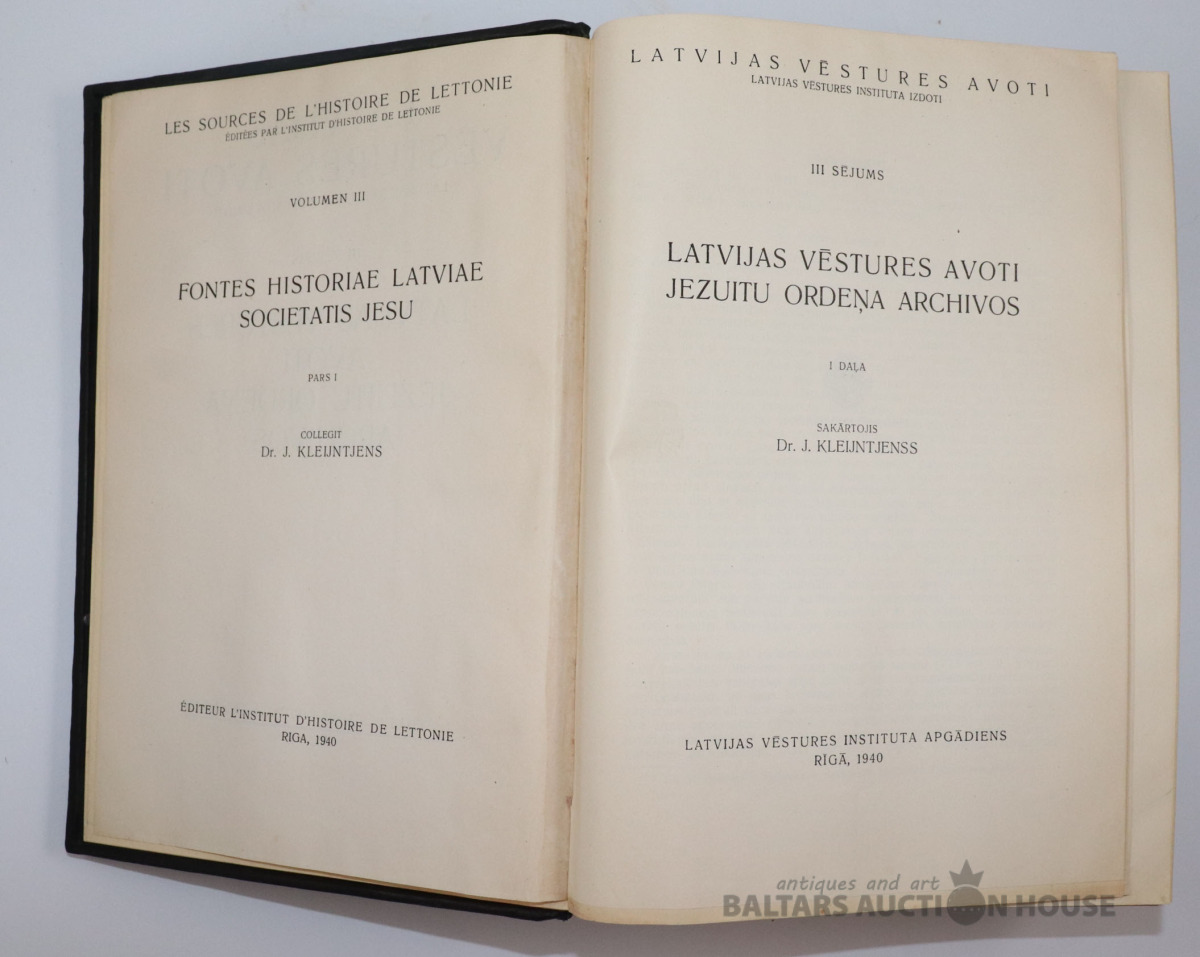 LES SOURCES DE L'HISTOIRE DE LETTONIE
ÉDITÉES PAR L'INSTITUT D'HISTOIRE DE LETTONIE
VOLUMEN III
FONTES HISTORIAE LATVIAE
SOCIETATIS JESU
PARS I
COLLEGIT
Dr. J. KLEIJNTJENS
ÉDITEUR L'INSTITUT D'HISTOIRE DE LETTONIE
RIGA, 1940
LATVIJAS VĒSTURES AVOTI
LATVIJAS VĒSTURES INSTITUTA IZDOTI
III SĒJUMS
LATVIJAS VĒSTURES AVOTI
JEZUITU ORDEŅA ARCHIVOS
I DAĻA
SAKĀRTOJIS
Dr. J. KLEIJNTJENSS
LATVIJAS VĒSTURES INSTITUTA APGĀDIENS
RĪGĀ, 1940
antiques and art
BALTARS AUCTION HOUSE